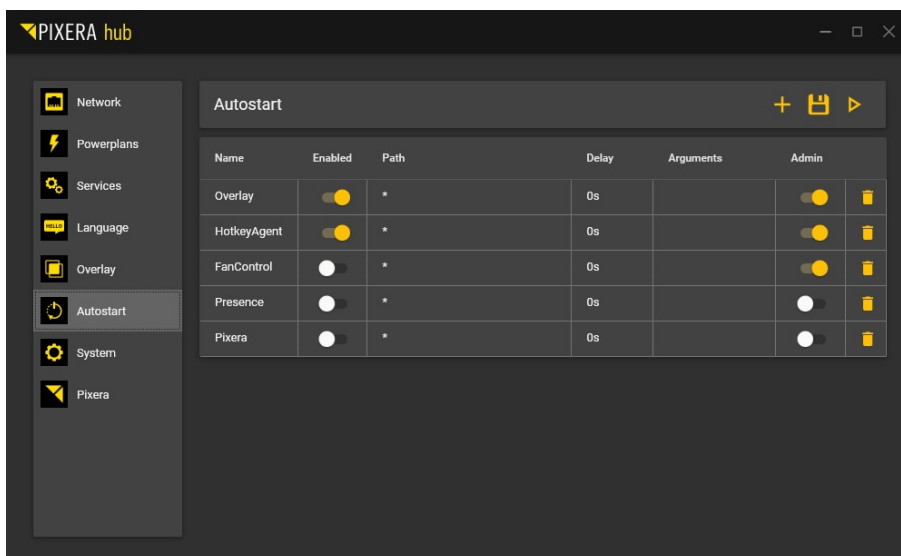 PIXERA hub
Network
Powerplans
Services
HELLO
Language
Overlay
Autostart
System
Pixera
Autostart
Name Enabled Path Delay Arguments Admin
Overlay * 0s
HotkeyAgent * 0s
FanControl * 0s
Presence * 0s
Pixera * 0s